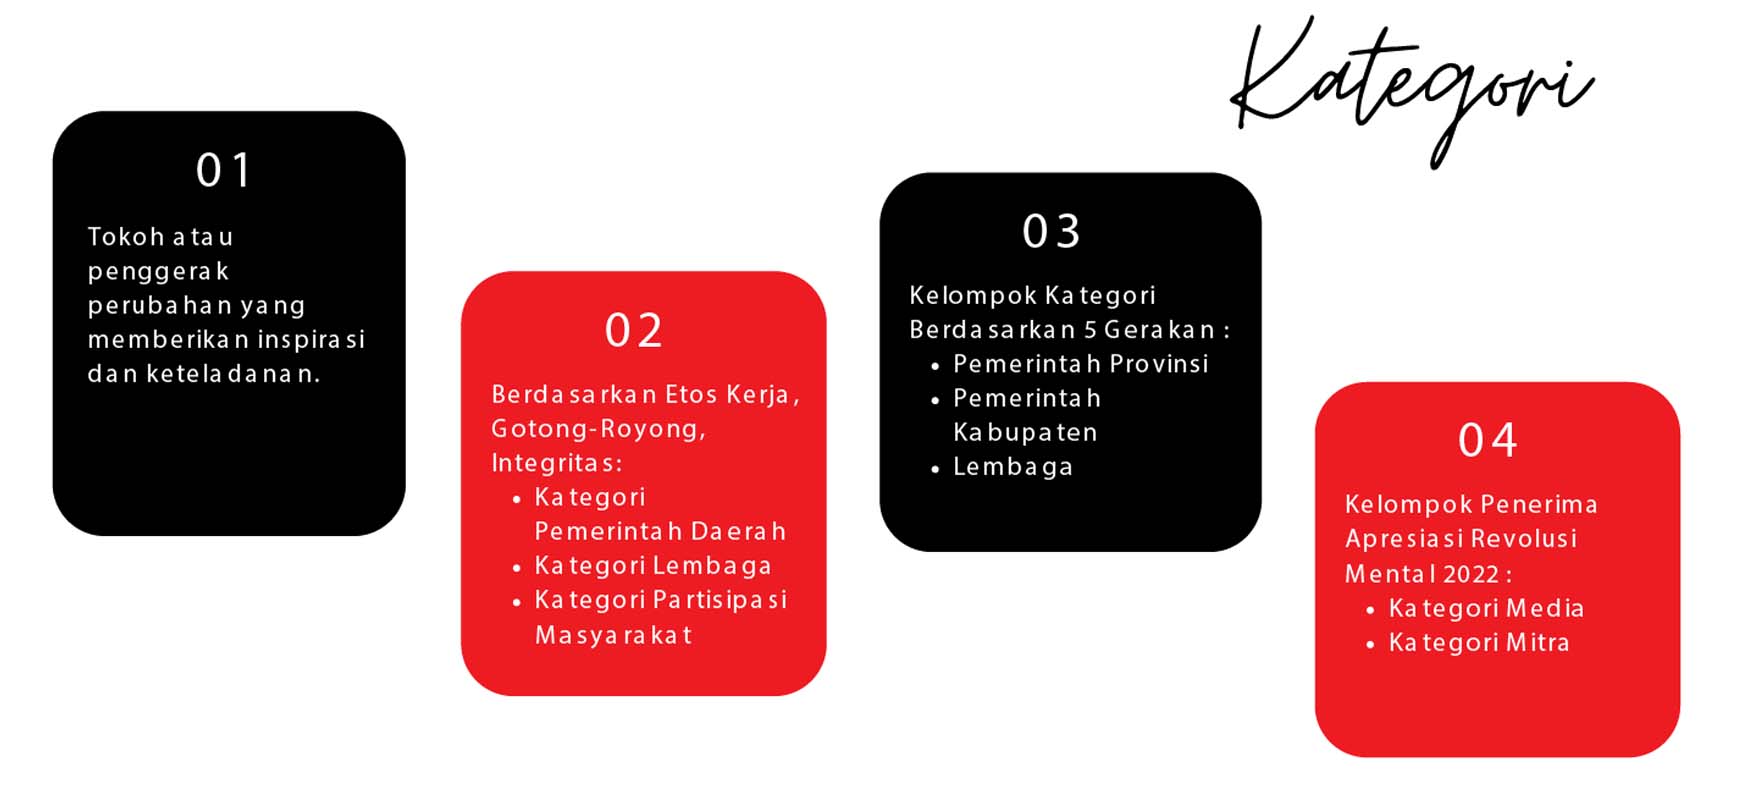 Kategori
01
Tokoh atau
penggerak
perubahan yang
memberikan inspirasi
dan keteladanan.
02
Berdasarkan Etos Kerja,
Gotong-Royong,
Integritas:
• Kategori
Pemerintah Daerah
• Kategori Lembaga
• Kategori Partisipasi
Masyarakat
03
Kelompok Kategori
Berdasarkan 5 Gerakan :
• Pemerintah Provinsi
• Pemerintah
Kabupaten
• Lembaga
04
Kelompok Penerima
Apresiasi Revolusi
Mental 2022 :
• Kategori Media
• Kategori Mitra